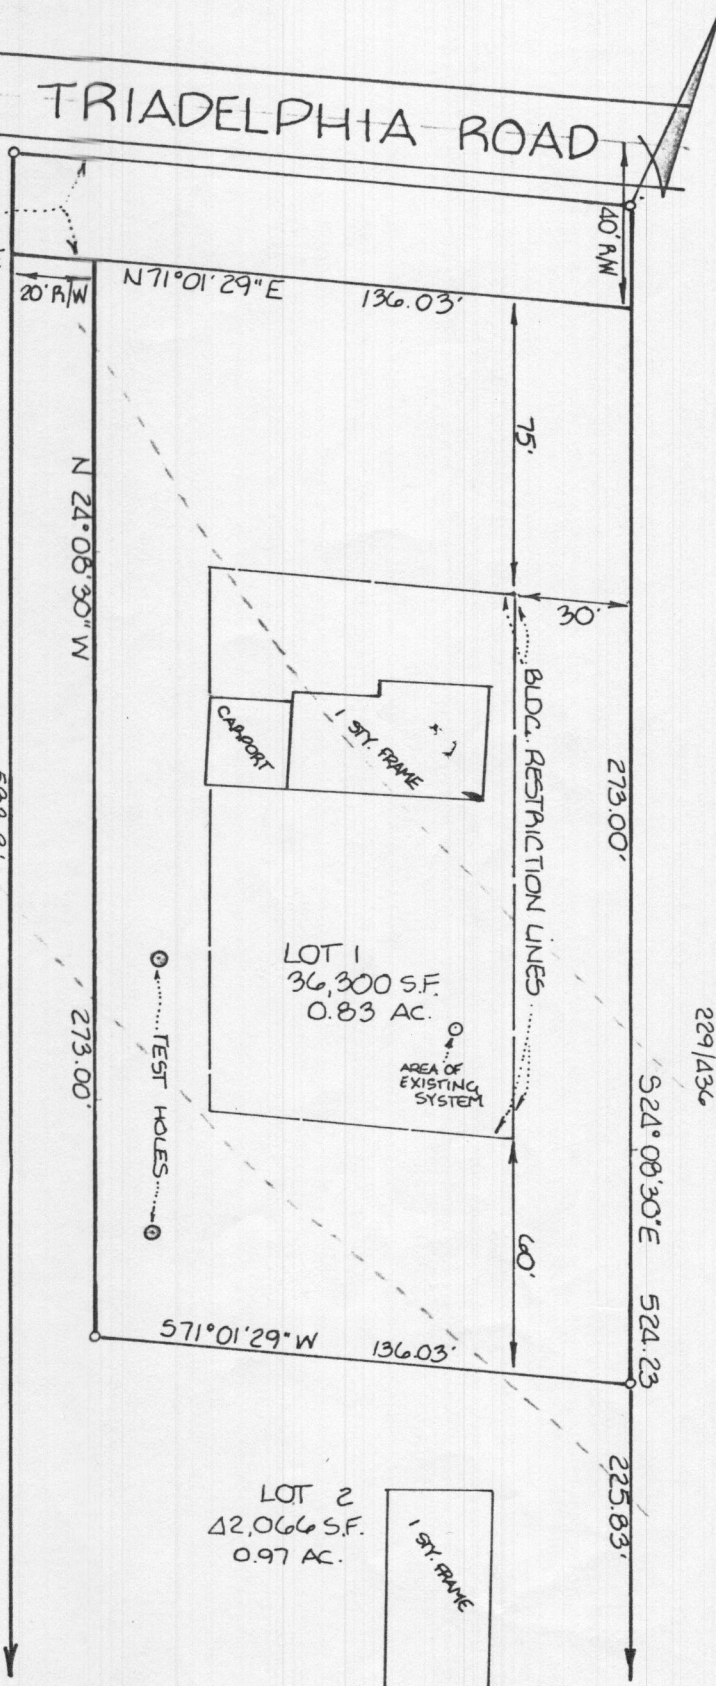 TRIADELPHIA ROAD
40' R/W
20' R/W
N 71° 01' 29" E 136.03'
75'
N 24° 08' 30" W
30'
BLDG. RESTRICTION LINES
CARPORT
1 STY. FRAME
273.00'
LOT 1
36,300 S.F.
0.83 AC.
229/436
273.00'
TEST HOLES
AREA OF
EXISTING
SYSTEM
S24° 08' 30" E 524.23
60'
S71° 01' 29" W 136.03'
225.83'
LOT 2
42,066 S.F.
0.97 AC.
1 STY. FRAME